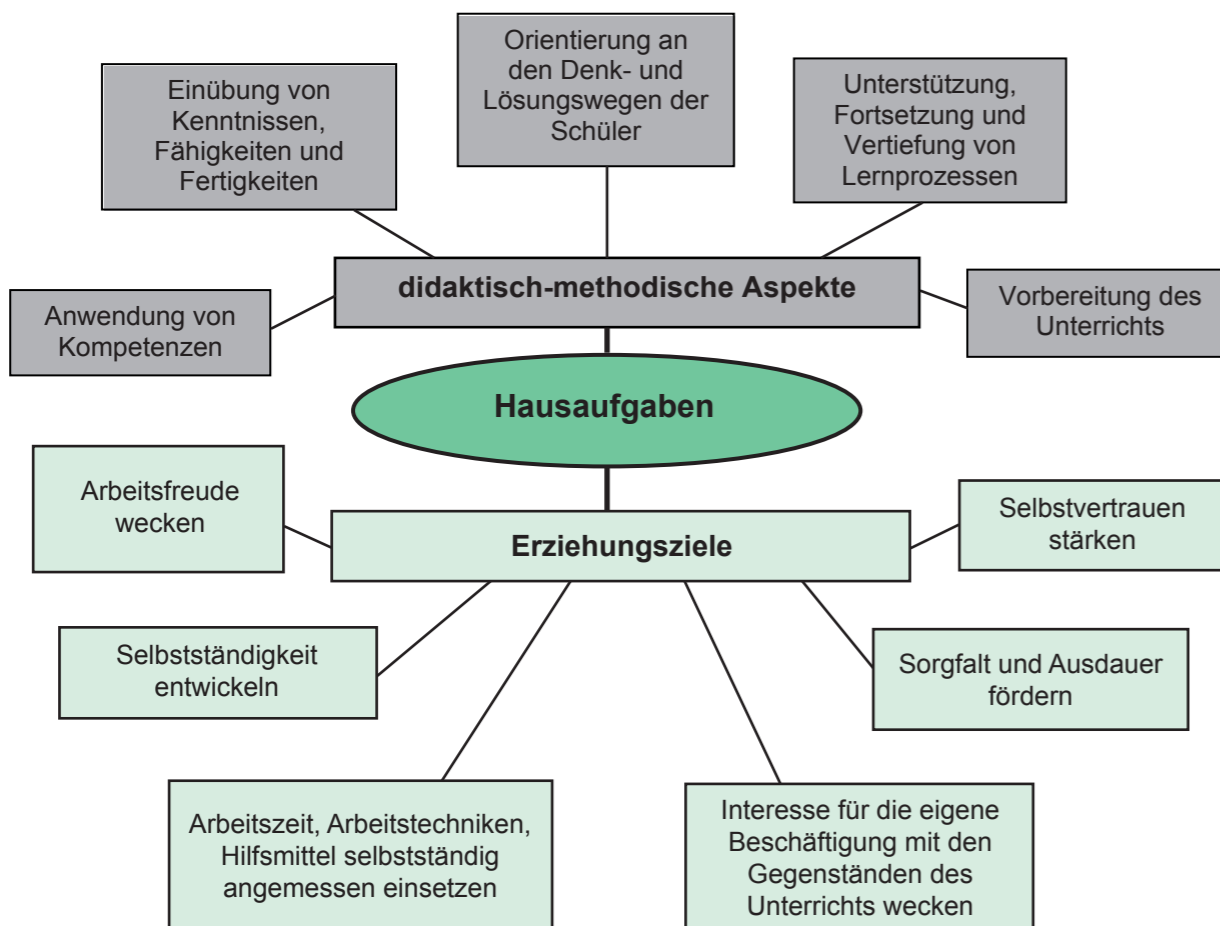 Orientierung an
den Denk- und
Lösungswegen der
Schüler
Einübung von
Kenntnissen,
Fähigkeiten und
Fertigkeiten
Unterstützung,
Fortsetzung und
Vertiefung von
Lernprozessen
didaktisch-methodische Aspekte
Anwendung von
Kompetenzen
Vorbereitung des
Unterrichts
Hausaufgaben
Arbeitsfreude
wecken
Erziehungsziele
Selbstvertrauen
stärken
Selbstständigkeit
entwickeln
Sorgfalt und Ausdauer
fördern
Arbeitszeit, Arbeitstechniken,
Hilfsmittel selbstständig
angemessen einsetzen
Interesse für die eigene
Beschäftigung mit den
Gegenständen des
Unterrichts wecken